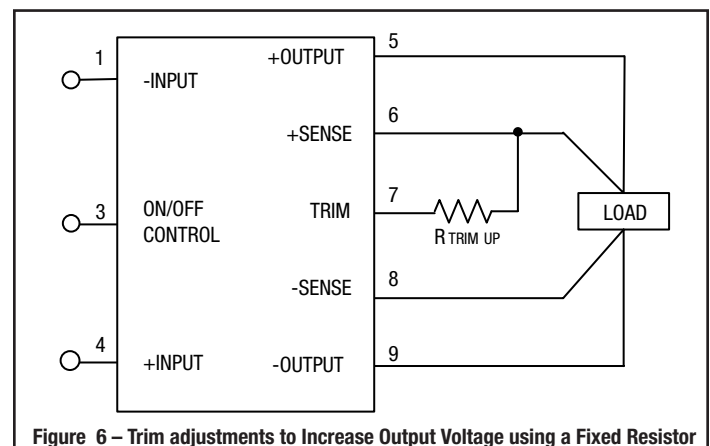 1
-INPUT
+OUTPUT
5
+SENSE
6
3
ON/OFF
CONTROL
TRIM
7
R TRIM UP
LOAD
-SENSE
8
4
+INPUT
-OUTPUT
9
Figure 6 – Trim adjustments to Increase Output Voltage using a Fixed Resistor